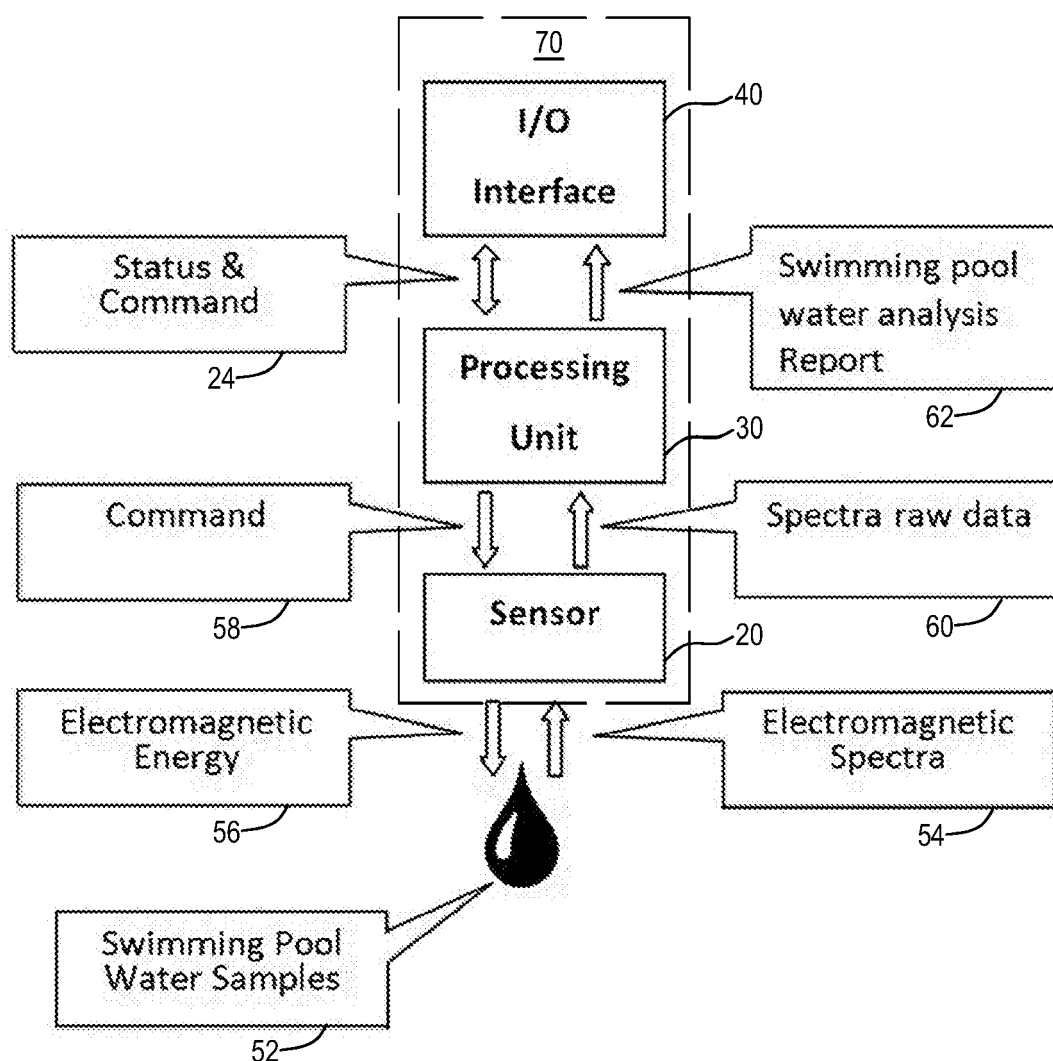 70
I/O
Interface
40
Status &
Command
24
Swimming pool
water analysis
Report
62
Processing
Unit
30
Command
58
Spectra raw data
60
Sensor
20
Electromagnetic
Energy
56
Electromagnetic
Spectra
54
Swimming Pool
Water Samples
52